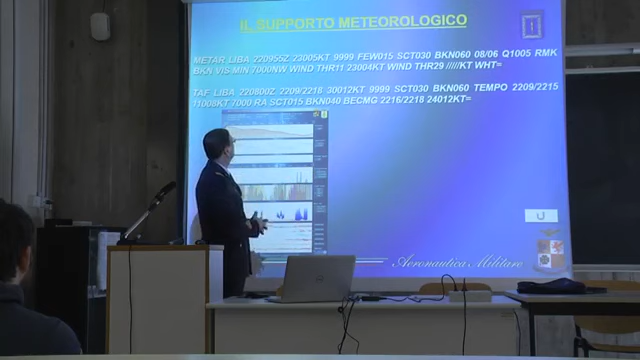 IL SUPPORTO METEOROLOGICO
METAR LIBA 220955Z 23005KT 9999 FEW015 SCT030 BKN060 08/06 Q1005 RMK
BKN VIS MIN 7000NW WIND THR11 23004KT WIND THR29 /////KT WHT=
TAF LIBA 220800Z 2209/2218 30012KT 9999 SCT030 BKN060 TEMPO 2209/2215
11008KT 7000 RA SCT015 BKN040 BECMG 2216/2218 24012KT=
Aeronautica Militare